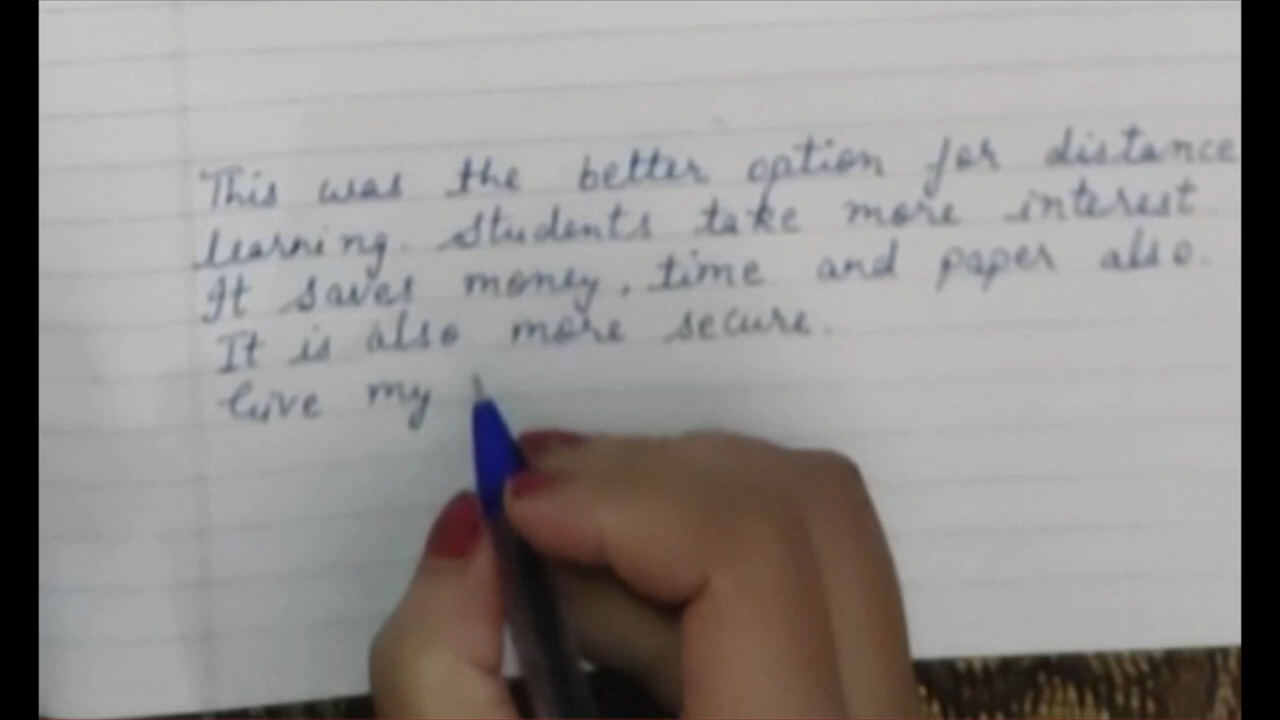 This was the better option for distance
learning. Students take more interest.
It saves money, time and paper also.
It is also more secure.
Give my